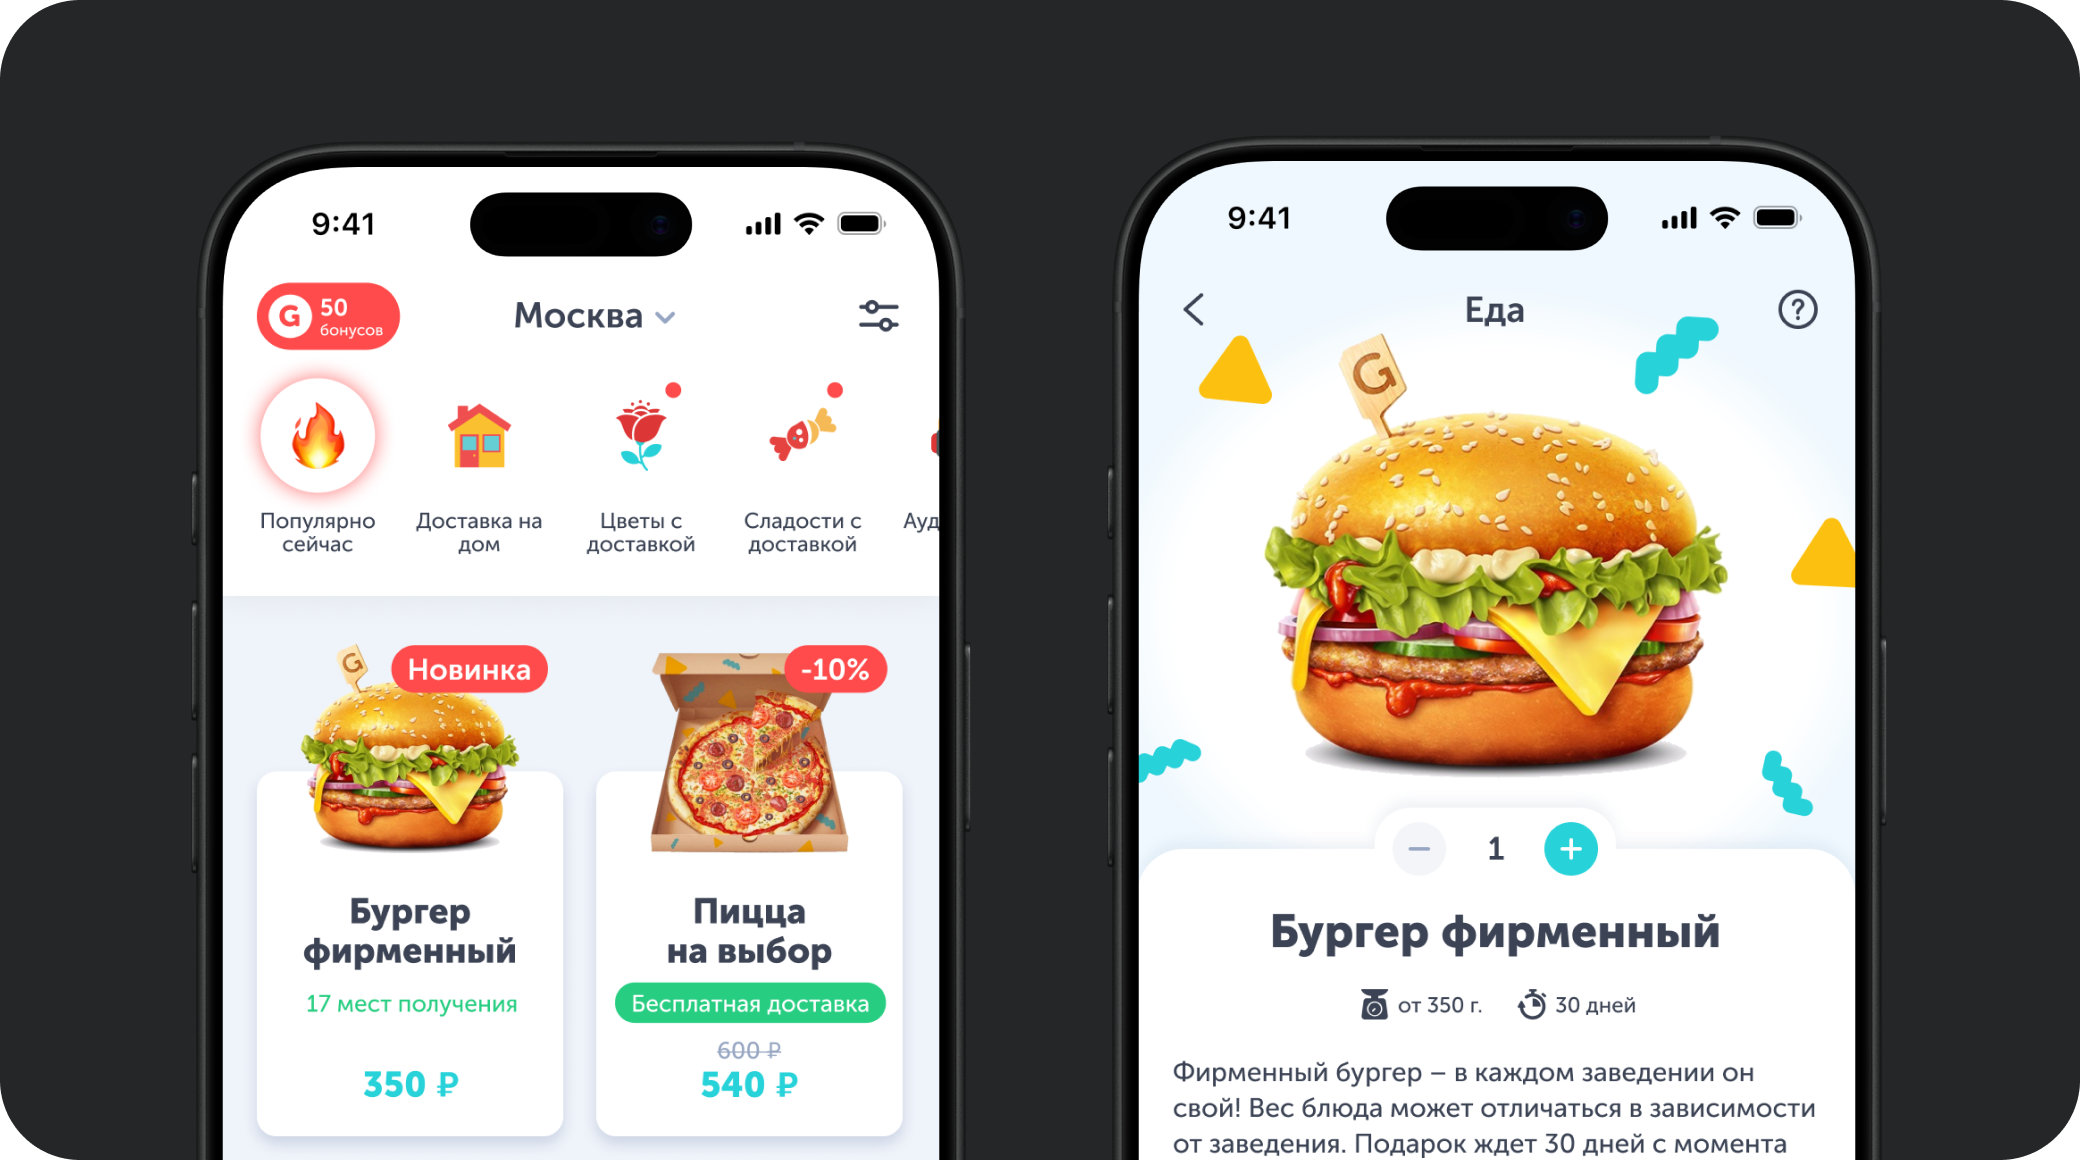 9:41
G 50
бонусов
Москва
Популярно
сейчас
Доставка на
дом
Цветы с
доставкой
Сладости с
доставкой
Ауд
G
Новинка
-10%
Бургер
фирменный
17 мест получения
350 ₽
Пицца
на выбор
Бесплатная доставка
600 ₽
540 ₽
9:41
Еда
?
G
1
Бургер фирменный
от 350 г.
30 дней
Фирменный бургер – в каждом заведении он
свой! Вес блюда может отличаться в зависимости
от заведения. Подарок ждет 30 дней с момента